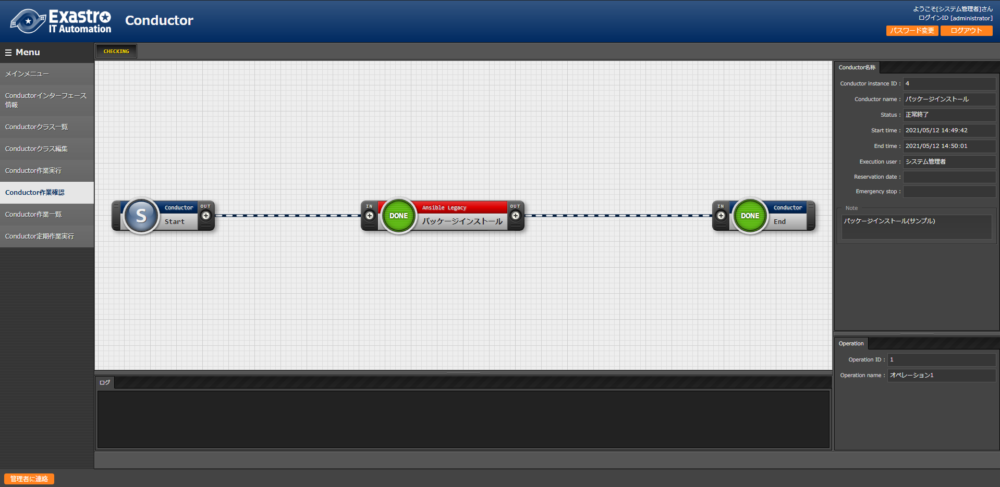 Exastro
IT Automation
Conductor
ようこそ[システム管理者]さん
ログインID [administrator]
パスワード変更
ログアウト
Menu
メインメニュー
Conductorインターフェース
情報
Conductorクラス一覧
Conductorクラス編集
Conductor作業実行
Conductor作業確認
Conductor作業一覧
Conductor定期作業実行
CHECKING
S
Conductor
Start
OUT
IN
DONE
Ansible Legacy
パッケージインストール
OUT
IN
DONE
Conductor
End
ログ
Conductor名称
Conductor instance ID : 4
Conductor name : パッケージインストール
Status : 正常終了
Start time : 2021/05/12 14:49:42
End time : 2021/05/12 14:50:01
Execution user : システム管理者
Reservation date :
Emergency stop :
Note
パッケージインストール(サンプル)
Operation
Operation ID : 1
Operation name : オペレーション1
管理者に連絡